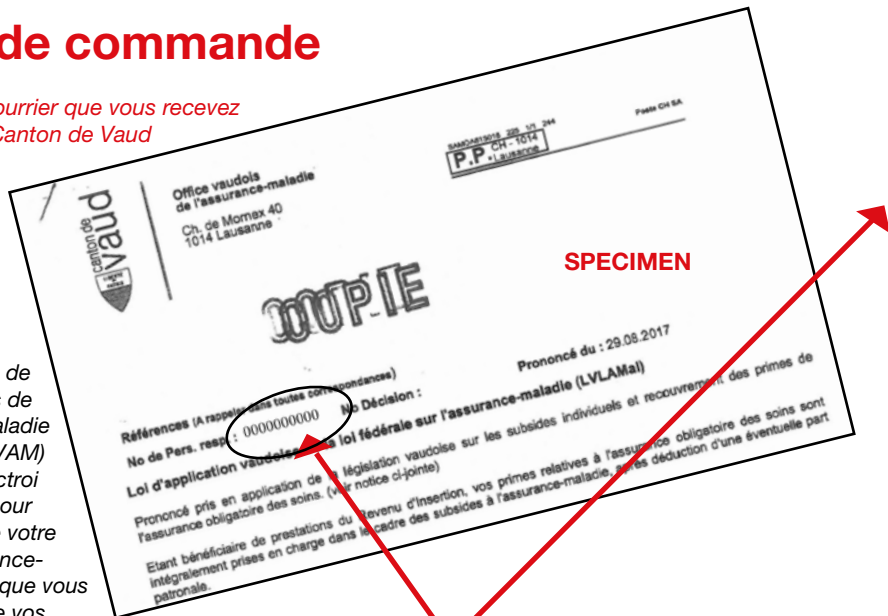 de commande
ourrier que vous recevez
Canton de Vaud
canton de
vaud
LIBERTÉ
ET
PATRIE
Office vaudois
de l'assurance-maladie
Ch. de Mornex 40
1014 Lausanne
P.P. CH - 1014
Lausanne
Poste CH SA
COPIE
SPECIMEN
Prononcé du : 29.08.2017
Références (A rappeler dans toutes correspondances)
No de Pers. resp. : 0000000000 No Décision :
Loi d'application vaudoise la loi fédérale sur l'assurance-maladie (LVLAMal)
Prononcé pris en application de la législation vaudoise sur les subsides individuels et recouvrement des primes de
l'assurance obligatoire des soins. (voir notice ci-jointe)
Etant bénéficiaire de prestations du Revenu d'Insertion, vos primes relatives à l'assurance obligatoire des soins sont
intégralement prises en charge dans le cadre des subsides à l'assurance-maladie, après déduction d'une éventuelle part
patronale.
de
de
aladie
VAM)
ctroi
our
votre
nce-
que vous
vos